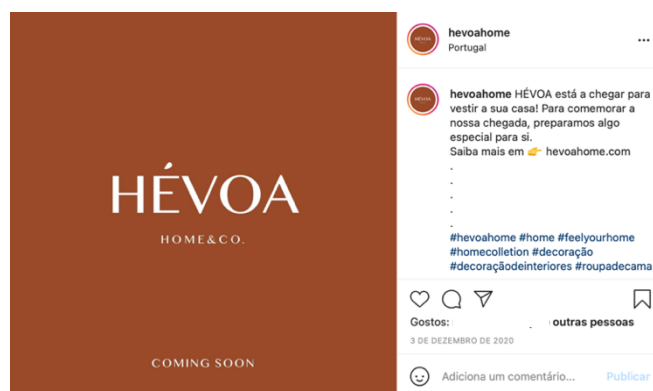 HÉVOA
HOME&CO.
COMING SOON
hevoahome
Portugal
hevoahome HÉVOA está a chegar para
vestir a sua casa! Para comemorar a
nossa chegada, preparamos algo
especial para si.
Saiba mais em 👉 hevoahome.com
.
.
.
.
.
#hevoahome #home #feelyourhome
#homecolletion #decoração
#decoraçãodeinteriores #roupadecama
Gostos: outras pessoas
3 DE DEZEMBRO DE 2020
Adiciona um comentário... Publicar